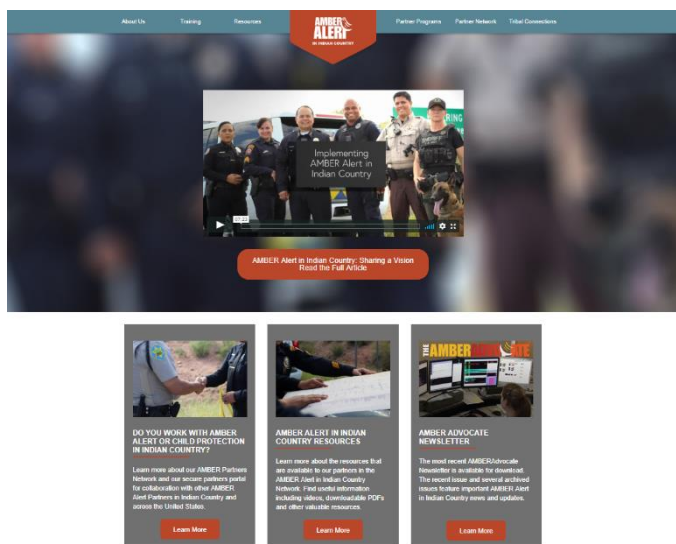 About Us
Training
Resources
AMBER
ALERT
IN INDIAN COUNTRY
Partner Programs
Partner Network
Tribal Connections
RING
Implementing
AMBER Alert in
Indian Country
AMBER Alert in Indian Country: Sharing a Vision
Read the Full Article
DO YOU WORK WITH AMBER
ALERT OR CHILD PROTECTION
IN INDIAN COUNTRY?
Learn more about our AMBER Partners
Network and our secure partners portal
for collaboration with other AMBER
Alert Partners in Indian Country and
across the United States.
Learn More
AMBER ALERT IN INDIAN
COUNTRY RESOURCES
Learn more about the resources that
are available to our partners in the
AMBER Alert in Indian Country
Network. Find useful information
including videos, downloadable PDFs
and other valuable resources.
Learn More
THE AMBER
AMBER ADVOCATE
NEWSLETTER
The most recent AMBERAdvocate
Newsletter is available for download.
The recent issue and several archived
issues feature important AMBER Alert
in Indian Country news and updates.
Learn More